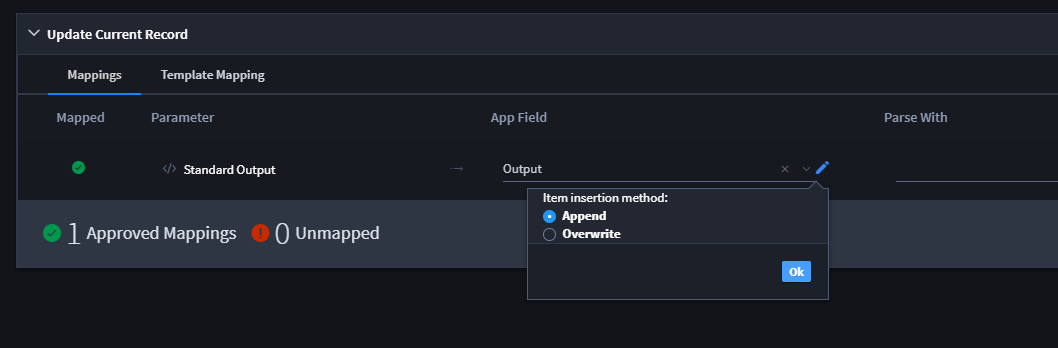 Update Current Record
Mappings Template Mapping
Mapped Parameter App Field Parse With
</> Standard Output → Output ×
Item insertion method:
Append
Overwrite
1 Approved Mappings ! 0 Unmapped
Ok